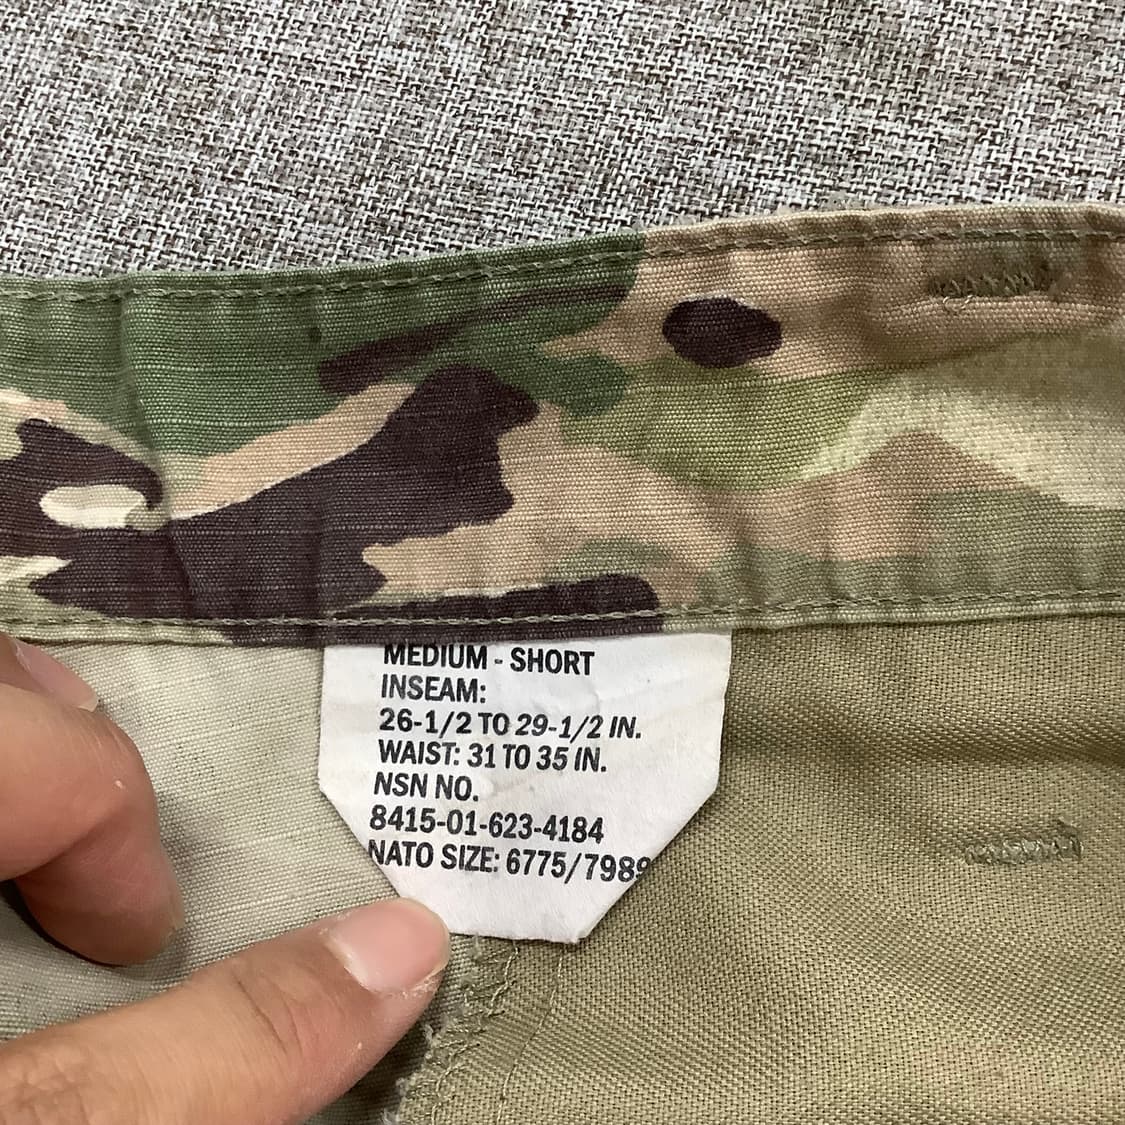 MEDIUM - SHORT
INSEAM:
26-1/2 TO 29-1/2 IN.
WAIST: 31 TO 35 IN.
NSN NO.
8415-01-623-4184
NATO SIZE: 6775/7989